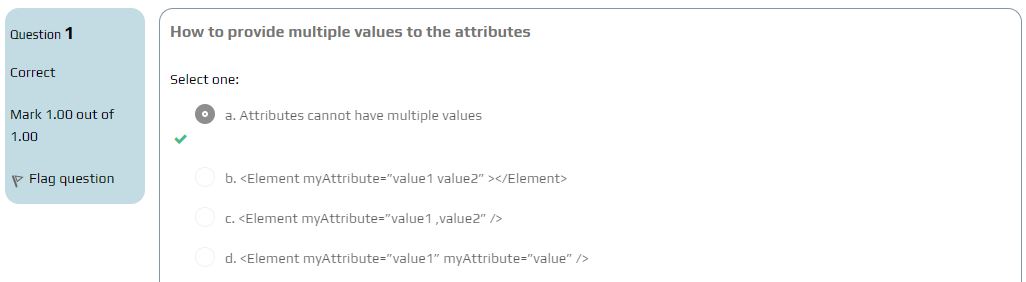 Question 1
Correct
Mark 1.00 out of
1.00
Flag question
How to provide multiple values to the attributes
Select one:
a. Attributes cannot have multiple values
b. <Element myAttribute=”value1 value2” ></Element>
c. <Element myAttribute=”value1 ,value2” />
d. <Element myAttribute=”value1” myAttribute=”value” />